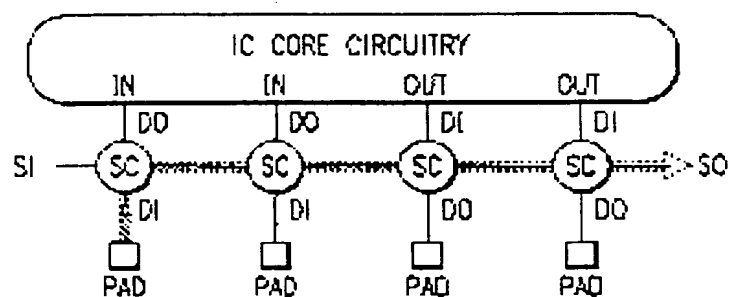 IC CORE CIRCUITRY
IN IN OUT OUT
DO DO DI DI
SI SC SC SC SC SO
DI DI DO DO
PAD PAD PAD PAD